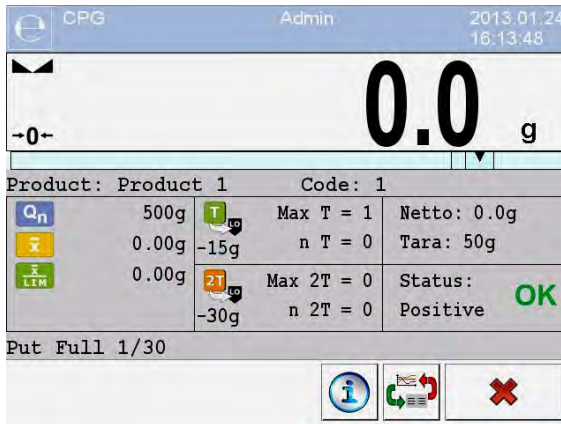 e CPG Admin 2013.01.24
16:13:48
0.0 g
→0←
Product: Product 1 Code: 1
Qn 500g T LO -15g Max T = 1 Netto: 0.0g
x̄ 0.00g n T = 0 Tara: 50g
x̄ LIM 0.00g 2T LO -30g Max 2T = 0 Status: OK
n 2T = 0 Positive
Put Full 1/30
i